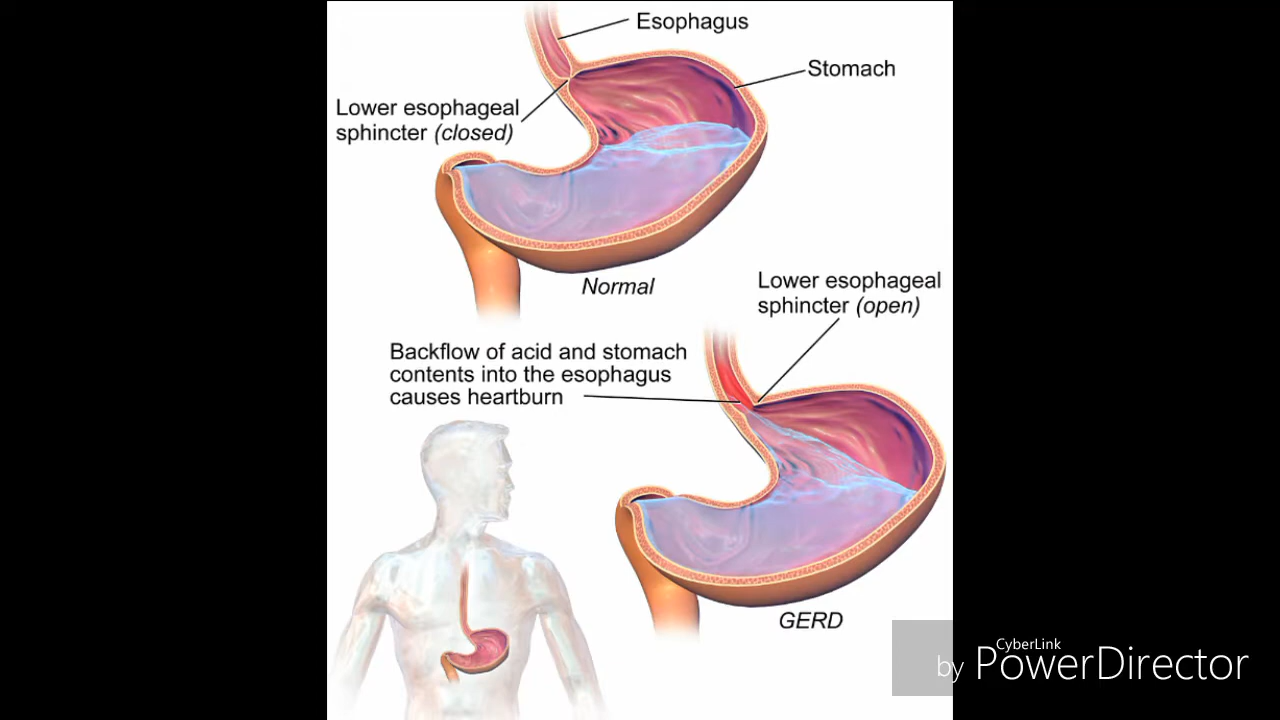 Esophagus
Stomach
Lower esophageal
sphincter (closed)
Normal
Lower esophageal
sphincter (open)
Backflow of acid and stomach
contents into the esophagus
causes heartburn
GERD
CyberLink
by PowerDirector